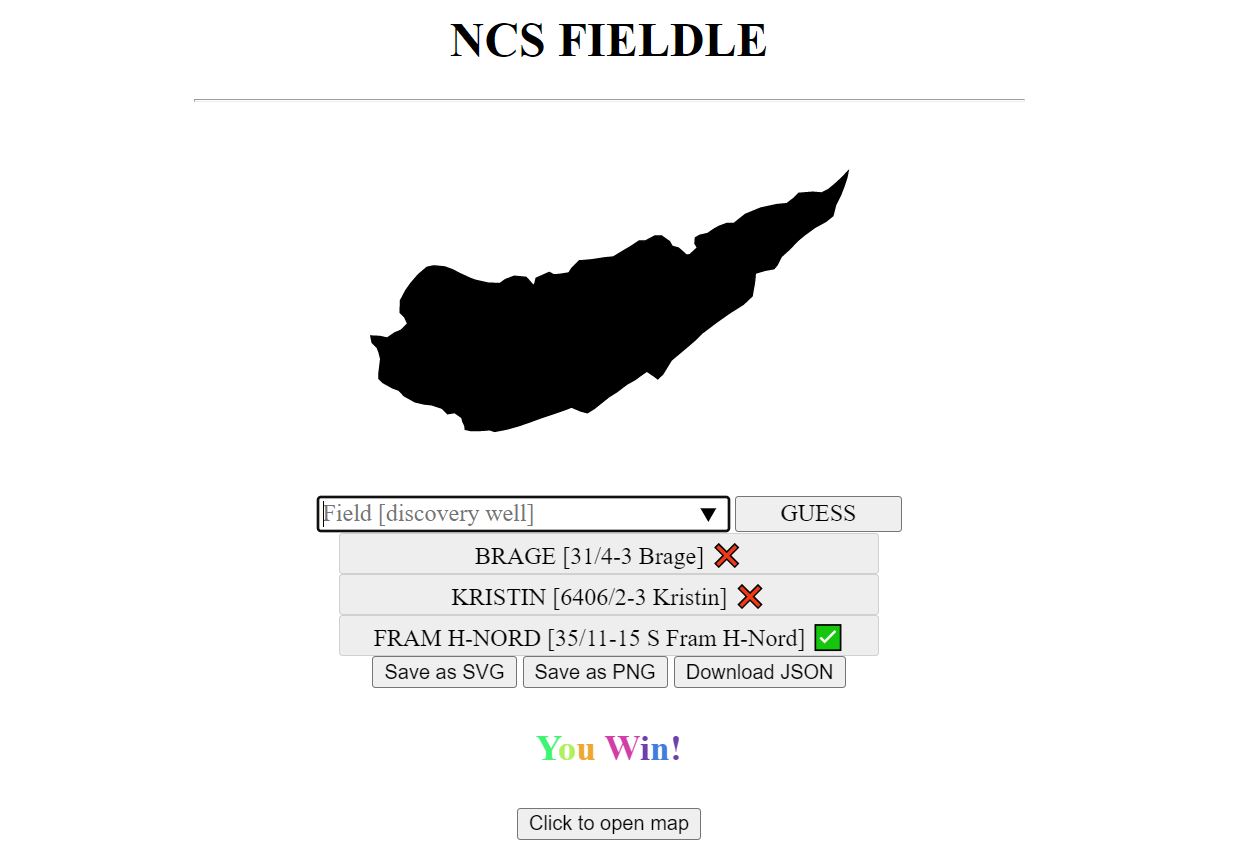 NCS FIELDLE
Field [discovery well] GUESS
BRAGE [31/4-3 Brage]
KRISTIN [6406/2-3 Kristin]
FRAM H-NORD [35/11-15 S Fram H-Nord]
Save as SVG Save as PNG Download JSON
You Win!
Click to open map